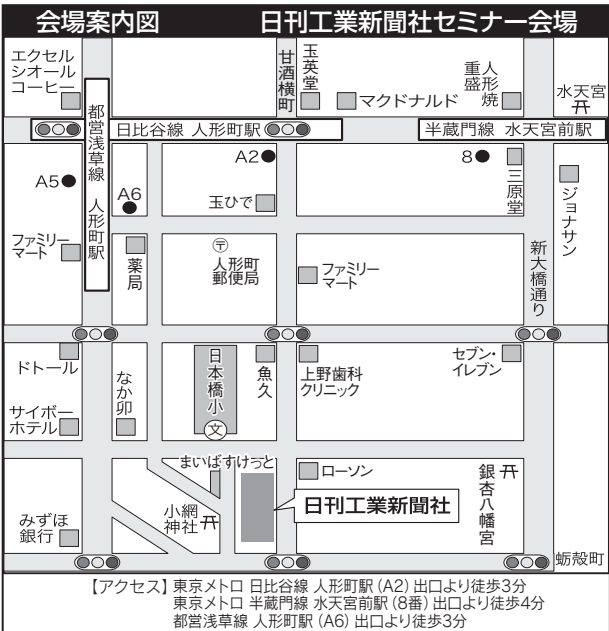 会場案内図
日刊工業新聞社セミナー会場
エクセル
シオール
コーヒー
都営浅草線 人形町駅
甘酒横町
玉英堂
マクドナルド
人形焼
重盛
水天宮
日比谷線 人形町駅
半蔵門線 水天宮前駅
A5
A6
A2
8
三原堂
ジョナサン
玉ひで
ファミリー
マート
薬局
〒
人形町
郵便局
ファミリー
マート
新大橋通り
ドトール
なか卯
日本橋小
文
魚久
上野歯科
クリニック
セブン・
イレブン
サイボー
ホテル
まいばすけっと
ローソン
銀杏八幡宮
日刊工業新聞社
小網
神社
みずほ
銀行
蛎殻町
【アクセス】東京メトロ 日比谷線 人形町駅(A2)出口より徒歩3分
東京メトロ 半蔵門線 水天宮前駅(8番)出口より徒歩4分
都営浅草線 人形町駅(A6)出口より徒歩3分